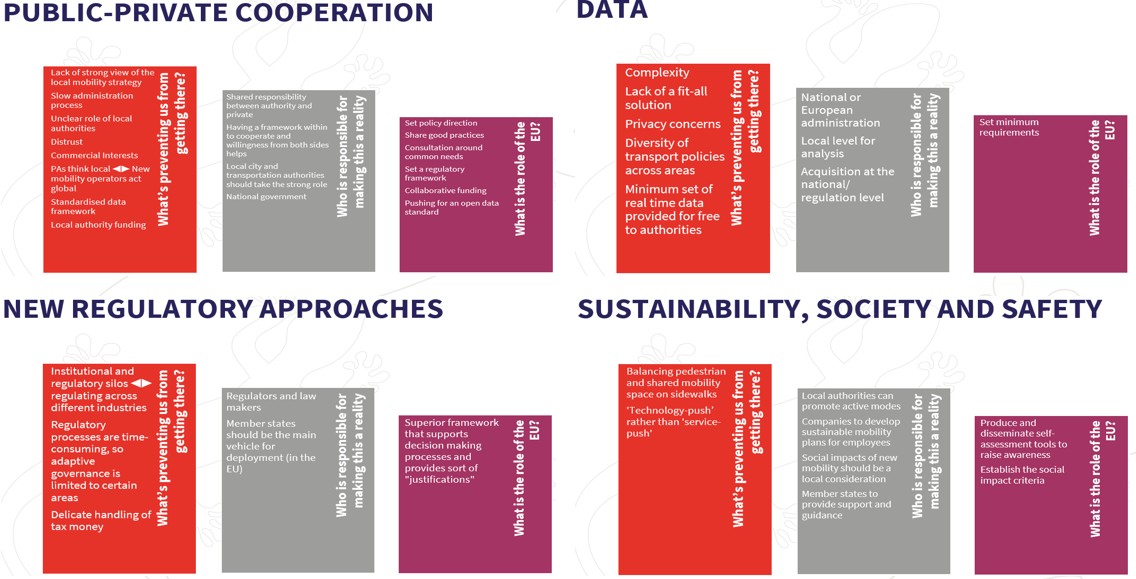 PUBLIC-PRIVATE COOPERATION
Lack of strong view of the
local mobility strategy
Slow administration
process
Unclear role of local
authorities
Distrust
Commercial Interests
PAs think local ◀▶ New
mobility operators act
global
Standardised data
framework
Local authority funding
What's preventing us from
getting there?
Shared responsibility
between authority and
private
Having a framework within
to cooperate and
willingness from both sides
helps
Local city and
transportation authorities
should take the strong role
National government
Who is responsible for
making this a reality
Set policy direction
Share good practices
Consultation around
common needs
Set a regulatory
framework
Collaborative funding
Pushing for an open data
standard
What is the role of the
EU?
DATA
Complexity
Lack of a fit-all
solution
Privacy concerns
Diversity of
transport policies
across areas
Minimum set of
real time data
provided for free
to authorities
What's preventing us from
getting there?
National or
European
administration
Local level for
analysis
Acquisition at the
national/
regulation level
Who is responsible for
making this a reality
Set minimum
requirements
What is the role of the
EU?
NEW REGULATORY APPROACHES
Institutional and
regulatory silos ◀▶
regulating across
different industries
Regulatory
processes are time-
consuming, so
adaptive
governance is
limited to certain
areas
Delicate handling of
tax money
What's preventing us from
getting there?
Regulators and law
makers
Member states
should be the main
vehicle for
deployment (in the
EU)
Who is responsible for
making this a reality
Superior framework
that supports
decision making
processes and
provides sort of
"justifications"
What is the role of the
EU?
SUSTAINABILITY, SOCIETY AND SAFETY
Balancing pedestrian
and shared mobility
space on sidewalks
'Technology-push'
rather than 'service-
push'
What's preventing us from
getting there?
Local authorities can
promote active modes
Companies to develop
sustainable mobility
plans for employees
Social impacts of new
mobility should be a
local consideration
Member states to
provide support and
guidance
Who is responsible for
making this a reality
Produce and
disseminate self-
assessment tools to
raise awareness
Establish the social
impact criteria
What is the role of the
EU?